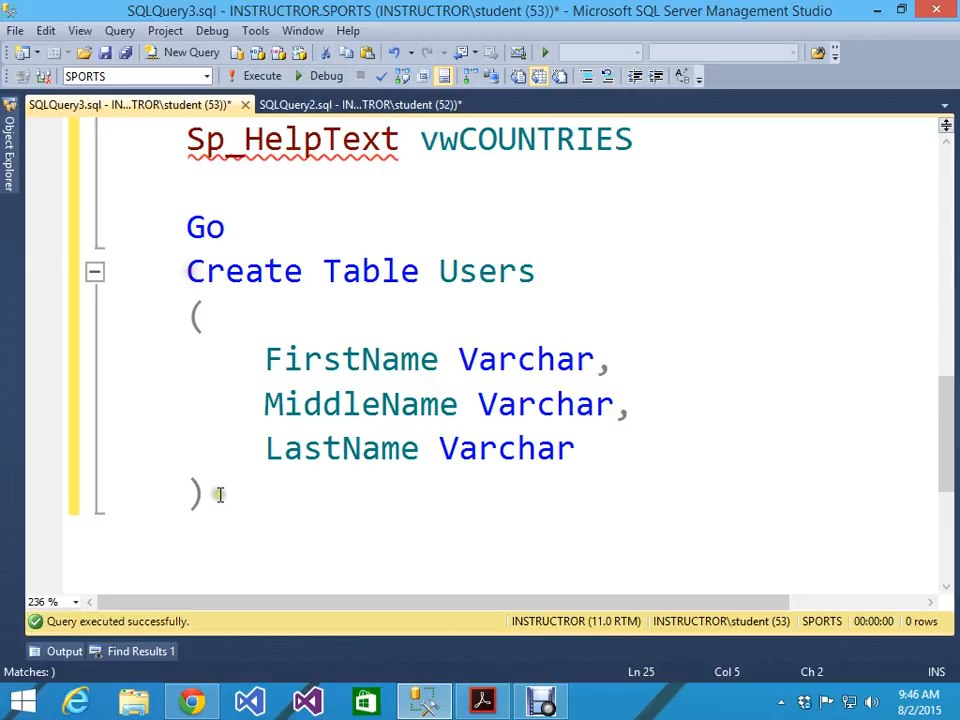 SQLQuery3.sql - INSTRUCTROR.SPORTS (INSTRUCTROR\student (53))* - Microsoft SQL Server Management Studio
File Edit View Query Project Debug Tools Window Help
New Query
SPORTS Execute Debug
SQLQuery3.sql - IN...TROR\student (53))* SQLQuery2.sql - IN...TROR\student (52))*
Object Explorer
Sp_HelpText vwCOUNTRIES
Go
Create Table Users
(
FirstName Varchar,
MiddleName Varchar,
LastName Varchar
)
236 %
Query executed successfully. INSTRUCTROR (11.0 RTM) INSTRUCTROR\student (53) SPORTS 00:00:00 0 rows
Output Find Results 1
Matches: ) Ln 25 Col 5 Ch 2 INS
9:46 AM
8/2/2015